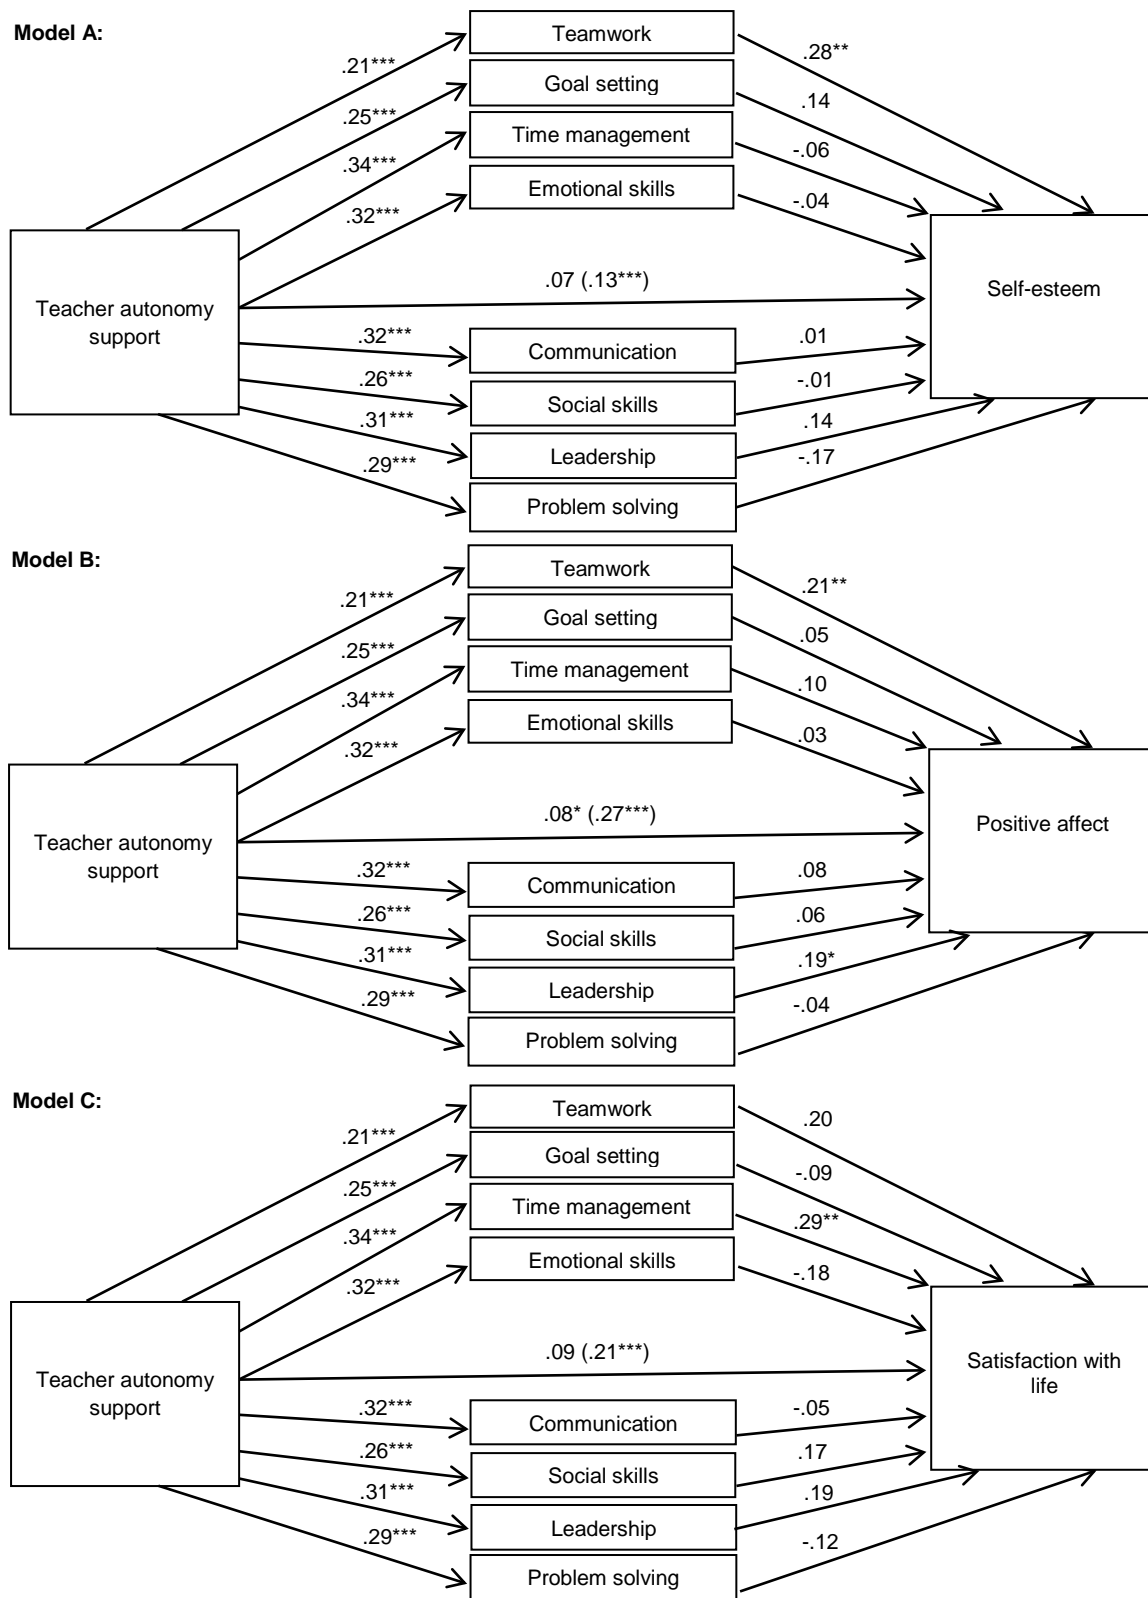 Model A:
Teamwork
.21***
.28**
Goal setting
.25***
.14
Time management
.34***
-.06
Emotional skills
.32***
-.04
Teacher autonomy
support
.07 (.13***)
Self-esteem
.32***
Communication
.01
.26***
Social skills
-.01
.31***
Leadership
.14
.29***
Problem solving
-.17
Model B:
Teamwork
.21***
.21**
Goal setting
.25***
.05
Time management
.34***
.10
Emotional skills
.32***
.03
Teacher autonomy
support
.08* (.27***)
Positive affect
.32***
Communication
.08
.26***
Social skills
.06
.31***
Leadership
.19*
.29***
Problem solving
-.04
Model C:
Teamwork
.21***
.20
Goal setting
.25***
-.09
Time management
.34***
.29**
Emotional skills
.32***
-.18
Teacher autonomy
support
.09 (.21***)
Satisfaction with
life
.32***
Communication
-.05
.26***
Social skills
.17
.31***
Leadership
.19
.29***
Problem solving
-.12